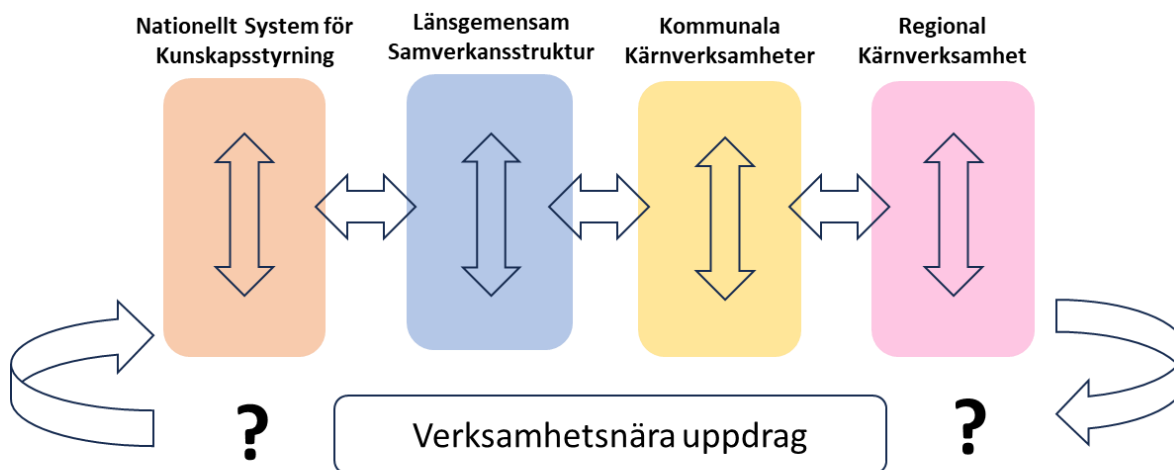 Nationellt System för
Kunskapsstyrning
Länsgemensam
Samverkansstruktur
Kommunala
Kärnverksamheter
Regional
Kärnverksamhet
?
Verksamhetsnära uppdrag
?